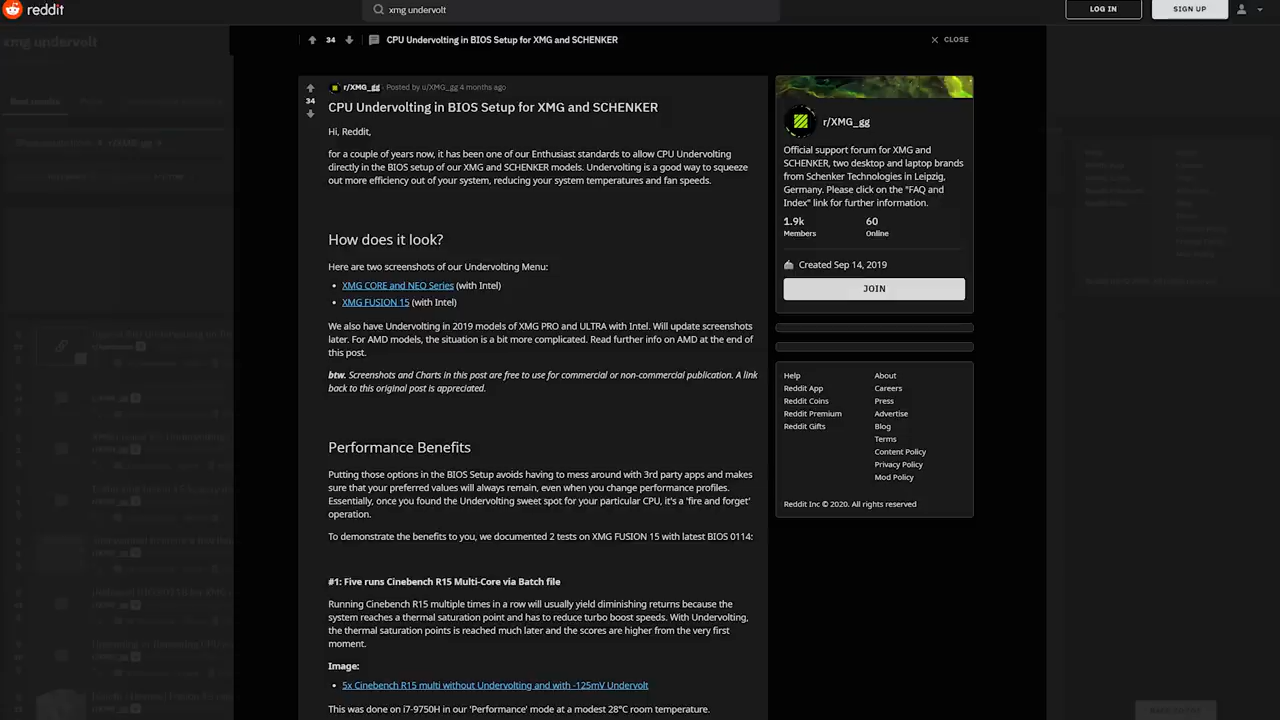 reddit
xmg undervolt
LOG IN
SIGN UP
xmg undervolt
34
CPU Undervolting in BIOS Setup for XMG and SCHENKER
CLOSE
r/XMG_gg · Posted by u/XMG_gg 4 months ago
34
CPU Undervolting in BIOS Setup for XMG and SCHENKER
Hi, Reddit,
for a couple of years now, it has been one of our Enthusiast standards to allow CPU Undervolting
directly in the BIOS setup of our XMG and SCHENKER models. Undervolting is a good way to squeeze
out more efficiency out of your system, reducing your system temperatures and fan speeds.
How does it look?
Here are two screenshots of our Undervolting Menu:
• XMG CORE and NEO Series (with Intel)
• XMG FUSION 15 (with Intel)
We also have Undervolting in 2019 models of XMG PRO and ULTRA with Intel. Will update screenshots
later. For AMD models, the situation is a bit more complicated. Read further info on AMD at the end of
this post.
btw. Screenshots and Charts in this post are free to use for commercial or non-commercial publication. A link
back to this original post is appreciated.
Performance Benefits
Putting those options in the BIOS Setup avoids having to mess around with 3rd party apps and makes
sure that your preferred values will always remain, even when you change performance profiles.
Essentially, once you found the Undervolting sweet spot for your particular CPU, it's a 'fire and forget'
operation.
To demonstrate the benefits to you, we documented 2 tests on XMG FUSION 15 with latest BIOS 0114:
#1: Five runs Cinebench R15 Multi-Core via Batch file
Running Cinebench R15 multiple times in a row will usually yield diminishing returns because the
system reaches a thermal saturation point and has to reduce turbo boost speeds. With Undervolting,
the thermal saturation points is reached much later and the scores are higher from the very first
moment.
Image:
• 5x Cinebench R15 multi without Undervolting and with -125mV Undervolt
This was done on i7-9750H in our 'Performance' mode at a modest 28°C room temperature.
r/XMG_gg
Official support forum for XMG and
SCHENKER, two desktop and laptop brands
from Schenker Technologies in Leipzig,
Germany. Please click on the "FAQ and
Index" link for further information.
1.9k
60
Members
Online
Created Sep 14, 2019
JOIN
Help
About
Reddit App
Careers
Reddit Coins
Press
Reddit Premium
Advertise
Reddit Gifts
Blog
Terms
Content Policy
Privacy Policy
Mod Policy
Reddit Inc © 2020. All rights reserved